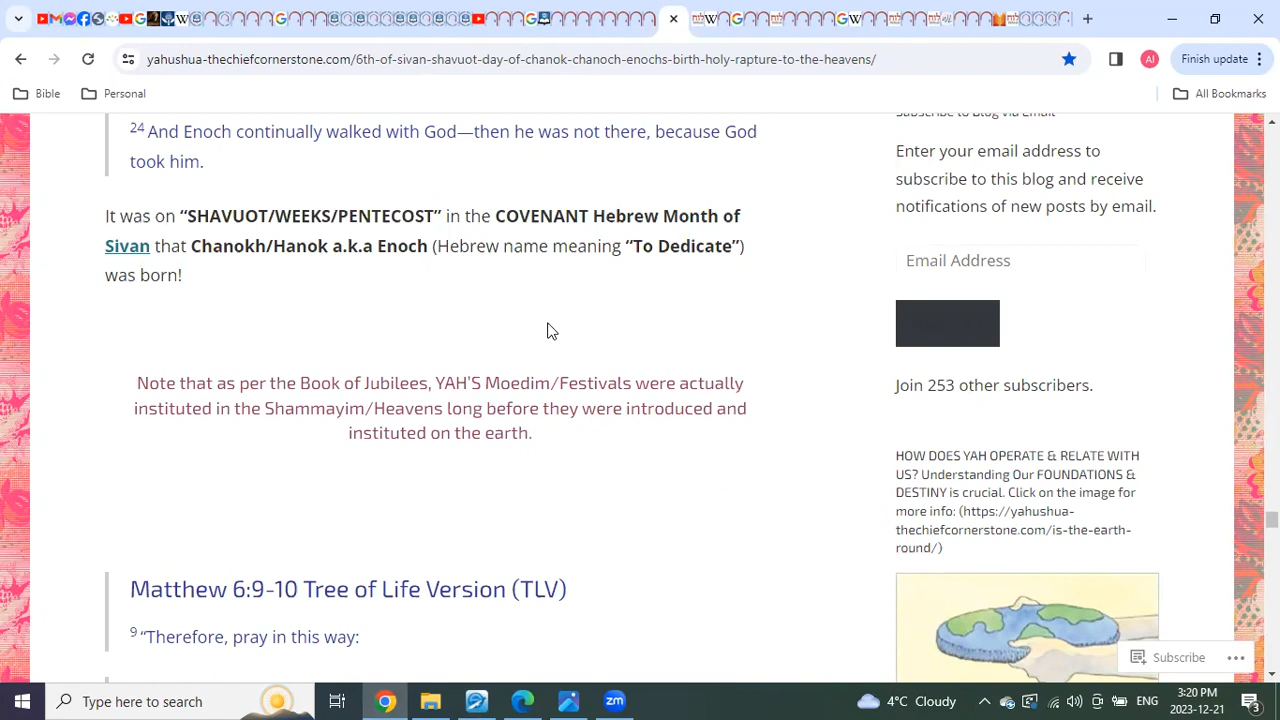 yahushua-thechiefcornerstone.com/6th-of-sivan-shavuot-day-of-chanok-chanoch-enochs-birth-holy-rapture-to-the-heavens/
AI
Finish update
Bible
Personal
All Bookmarks
24 And Enoch continually walked with God—then he was not there, because God
took him.
It was on “SHAVUOT/WEEKS/PENTECOST” in the COVENANT Hebrew Month of
Sivan that Chanokh/Hanok a.k.a Enoch (Hebrew name meaning “To Dedicate”)
was born!
Note that as per the Book of Jubilees, YAH'S Moedim/Festivals were actually
instituted in the Shammayim/Heavens long before they were introduced and
instituted on the earth.
Matthew 6:9-10 Tree of Life Version (TLV)
9 “Therefore, pray in this way:
Subscribe to Blog via Email
Enter your email address to
subscribe to this blog and receive
notifications of new posts by email.
Email Address
Join 253 other subscribers.
HOW DOES YAH OPERATE & RELATE WITH
US? Understanding Our FOUNDATIONS &
DESTINY is crucial. Click on the image for
more info: (https://yahushua-
thechiefcornerstone.com/is-the-earth-
round/)
Subscribe
Type here to search
zm
4°C Cloudy
ENG
3:20 PM
2023-12-21
3